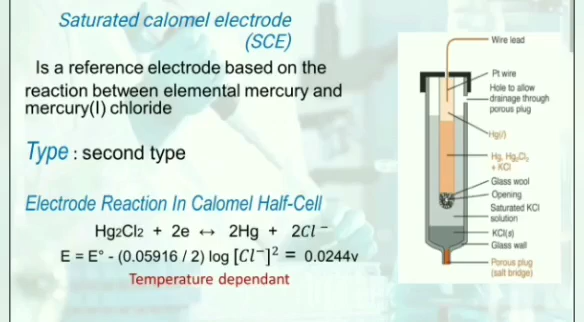 Saturated calomel electrode
(SCE)
Is a reference electrode based on the
reaction between elemental mercury and
mercury(I) chloride
Type : second type
Electrode Reaction In Calomel Half-Cell
Hg2Cl2 + 2e ↔ 2Hg + 2Cl⁻
E = E° - (0.05916 / 2) log [Cl⁻]² = 0.0244v
Temperature dependant
Wire lead
Pt wire
Hole to allow
drainage through
porous plug
Hg(l)
Hg, Hg₂Cl₂
+ KCl
Glass wool
Opening
Saturated KCl
solution
KCl(s)
Glass wall
Porous plug
(salt bridge)